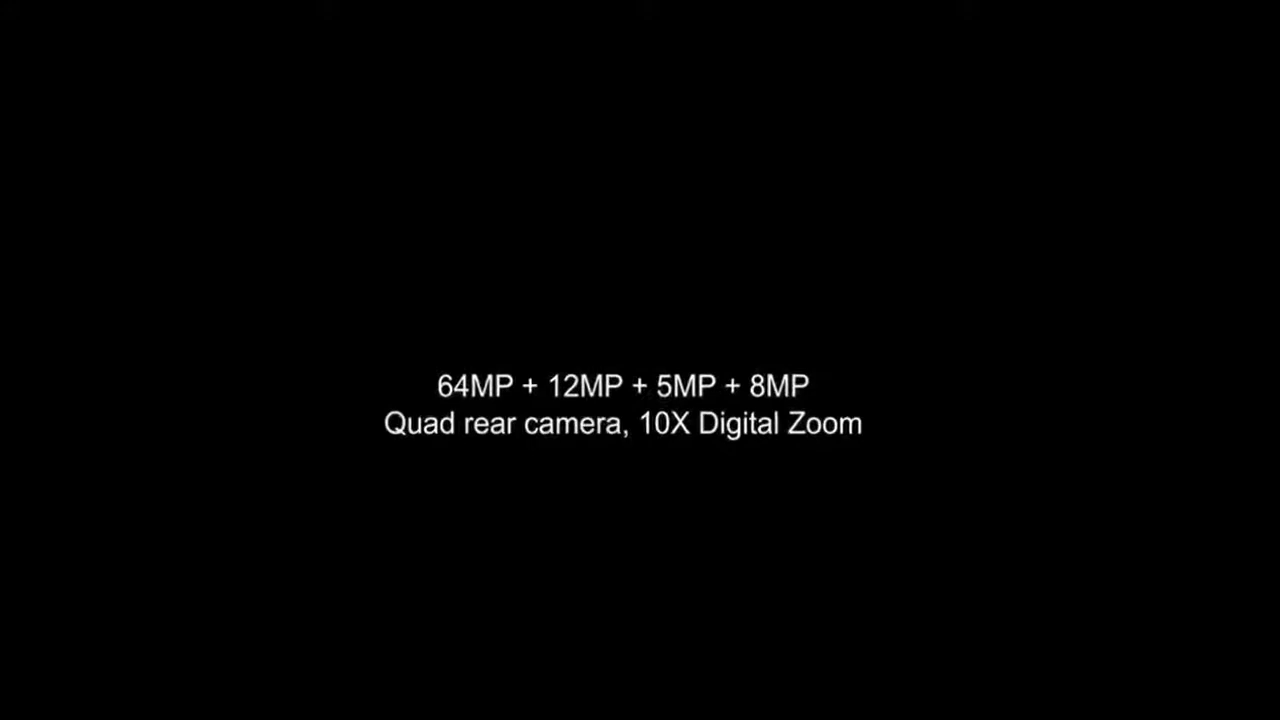 64MP + 12MP + 5MP + 8MP
Quad rear camera, 10X Digital Zoom